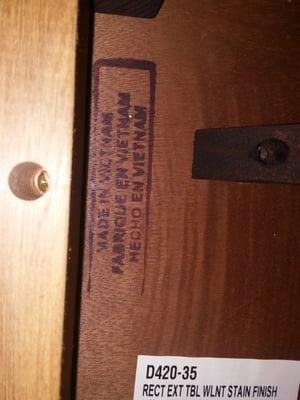 MADE IN VIETNAM
FABRIQUE EN VIETNAM
HECHO EN VIETNAM
D420-35
RECT EXT TBL WLNT STAIN FINISH